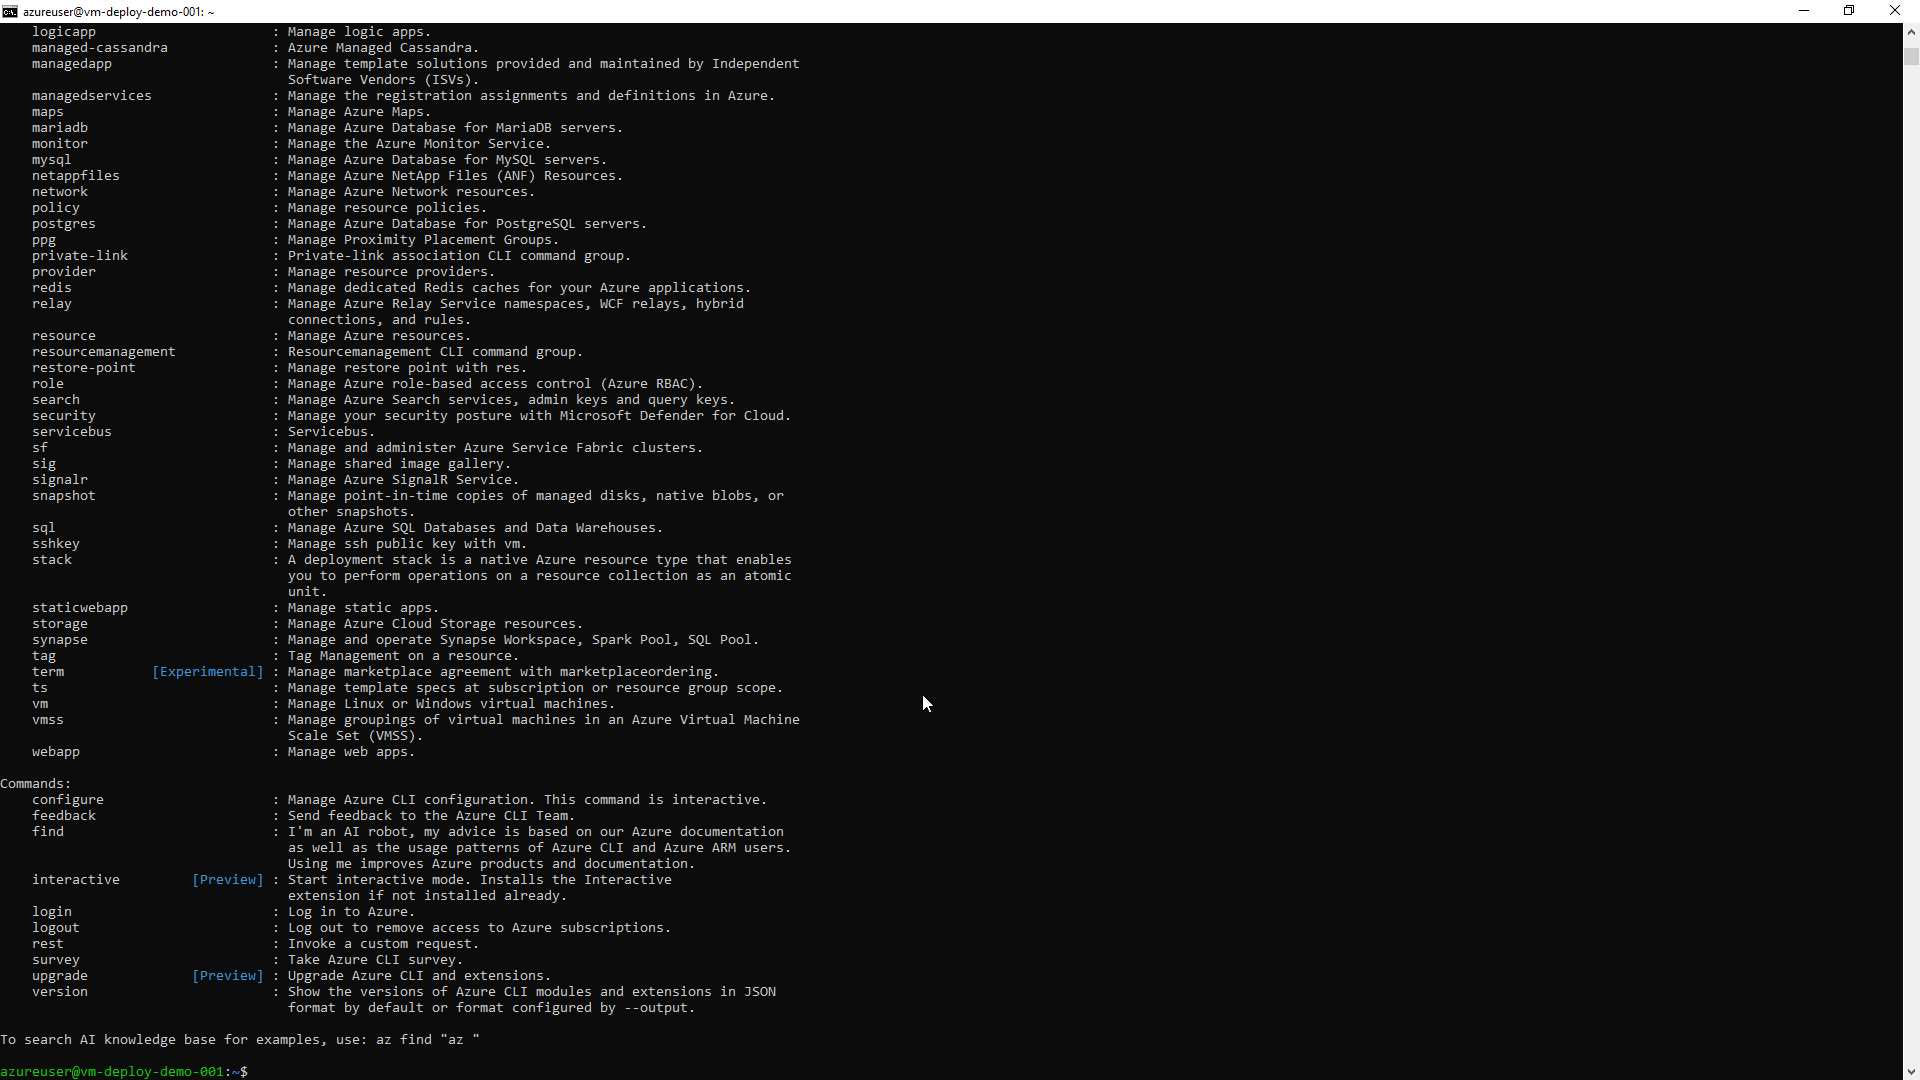 azureuser@vm-deploy-demo-001: ~
logicapp : Manage logic apps.
managed-cassandra : Azure Managed Cassandra.
managedapp : Manage template solutions provided and maintained by Independent
Software Vendors (ISVs).
managedservices : Manage the registration assignments and definitions in Azure.
maps : Manage Azure Maps.
mariadb : Manage Azure Database for MariaDB servers.
monitor : Manage the Azure Monitor Service.
mysql : Manage Azure Database for MySQL servers.
netappfiles : Manage Azure NetApp Files (ANF) Resources.
network : Manage Azure Network resources.
policy : Manage resource policies.
postgres : Manage Azure Database for PostgreSQL servers.
ppg : Manage Proximity Placement Groups.
private-link : Private-link association CLI command group.
provider : Manage resource providers.
redis : Manage dedicated Redis caches for your Azure applications.
relay : Manage Azure Relay Service namespaces, WCF relays, hybrid
connections, and rules.
resource : Manage Azure resources.
resourcemanagement : Resourcemanagement CLI command group.
restore-point : Manage restore point with res.
role : Manage Azure role-based access control (Azure RBAC).
search : Manage Azure Search services, admin keys and query keys.
security : Manage your security posture with Microsoft Defender for Cloud.
servicebus : Servicebus.
sf : Manage and administer Azure Service Fabric clusters.
sig : Manage shared image gallery.
signalr : Manage Azure SignalR Service.
snapshot : Manage point-in-time copies of managed disks, native blobs, or
other snapshots.
sql : Manage Azure SQL Databases and Data Warehouses.
sshkey : Manage ssh public key with vm.
stack : A deployment stack is a native Azure resource type that enables
you to perform operations on a resource collection as an atomic
unit.
staticwebapp : Manage static apps.
storage : Manage Azure Cloud Storage resources.
synapse : Manage and operate Synapse Workspace, Spark Pool, SQL Pool.
tag : Tag Management on a resource.
term [Experimental] : Manage marketplace agreement with marketplaceordering.
ts : Manage template specs at subscription or resource group scope.
vm : Manage Linux or Windows virtual machines.
vmss : Manage groupings of virtual machines in an Azure Virtual Machine
Scale Set (VMSS).
webapp : Manage web apps.
Commands:
configure : Manage Azure CLI configuration. This command is interactive.
feedback : Send feedback to the Azure CLI Team.
find : I'm an AI robot, my advice is based on our Azure documentation
as well as the usage patterns of Azure CLI and Azure ARM users.
Using me improves Azure products and documentation.
interactive [Preview] : Start interactive mode. Installs the Interactive
extension if not installed already.
login : Log in to Azure.
logout : Log out to remove access to Azure subscriptions.
rest : Invoke a custom request.
survey : Take Azure CLI survey.
upgrade [Preview] : Upgrade Azure CLI and extensions.
version : Show the versions of Azure CLI modules and extensions in JSON
format by default or format configured by --output.
To search AI knowledge base for examples, use: az find "az "
azureuser@vm-deploy-demo-001:~$